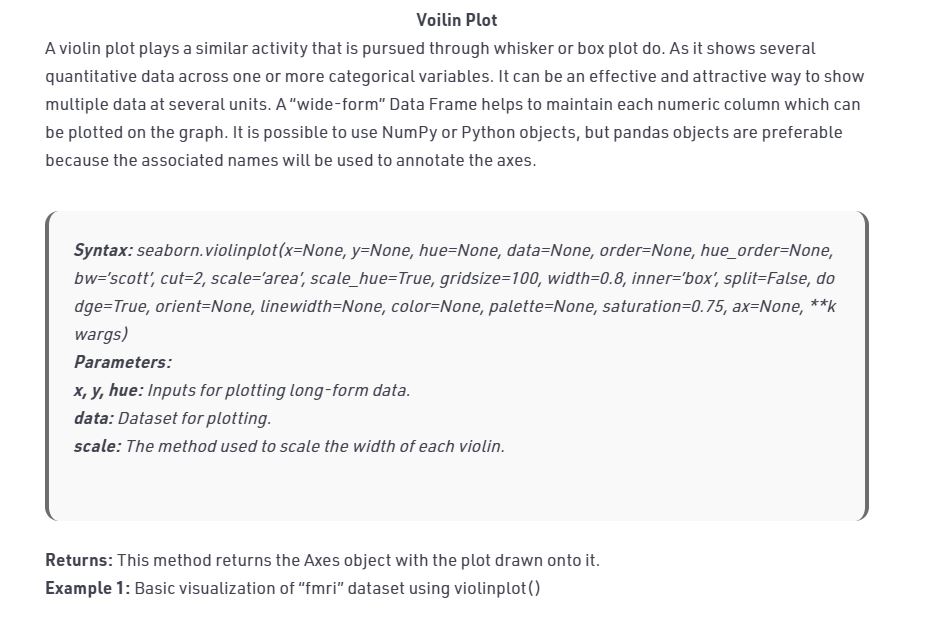 Voilin Plot
A violin plot plays a similar activity that is pursued through whisker or box plot do. As it shows several
quantitative data across one or more categorical variables. It can be an effective and attractive way to show
multiple data at several units. A “wide-form” Data Frame helps to maintain each numeric column which can
be plotted on the graph. It is possible to use NumPy or Python objects, but pandas objects are preferable
because the associated names will be used to annotate the axes.
Syntax: seaborn.violinplot(x=None, y=None, hue=None, data=None, order=None, hue_order=None,
bw=’scott’, cut=2, scale=’area’, scale_hue=True, gridsize=100, width=0.8, inner=’box’, split=False, do
dge=True, orient=None, linewidth=None, color=None, palette=None, saturation=0.75, ax=None, **k
wargs)
Parameters:
x, y, hue: Inputs for plotting long-form data.
data: Dataset for plotting.
scale: The method used to scale the width of each violin.
Returns: This method returns the Axes object with the plot drawn onto it.
Example 1: Basic visualization of “fmri” dataset using violinplot()